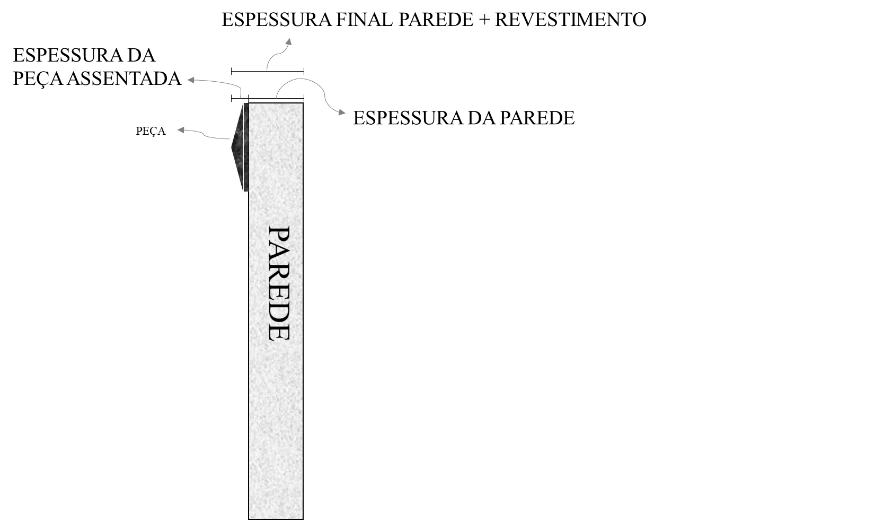 ESPESSURA FINAL PAREDE + REVESTIMENTO
ESPESSURA DA
PEÇA ASSENTADA
ESPESSURA DA PAREDE
PEÇA
PAREDE